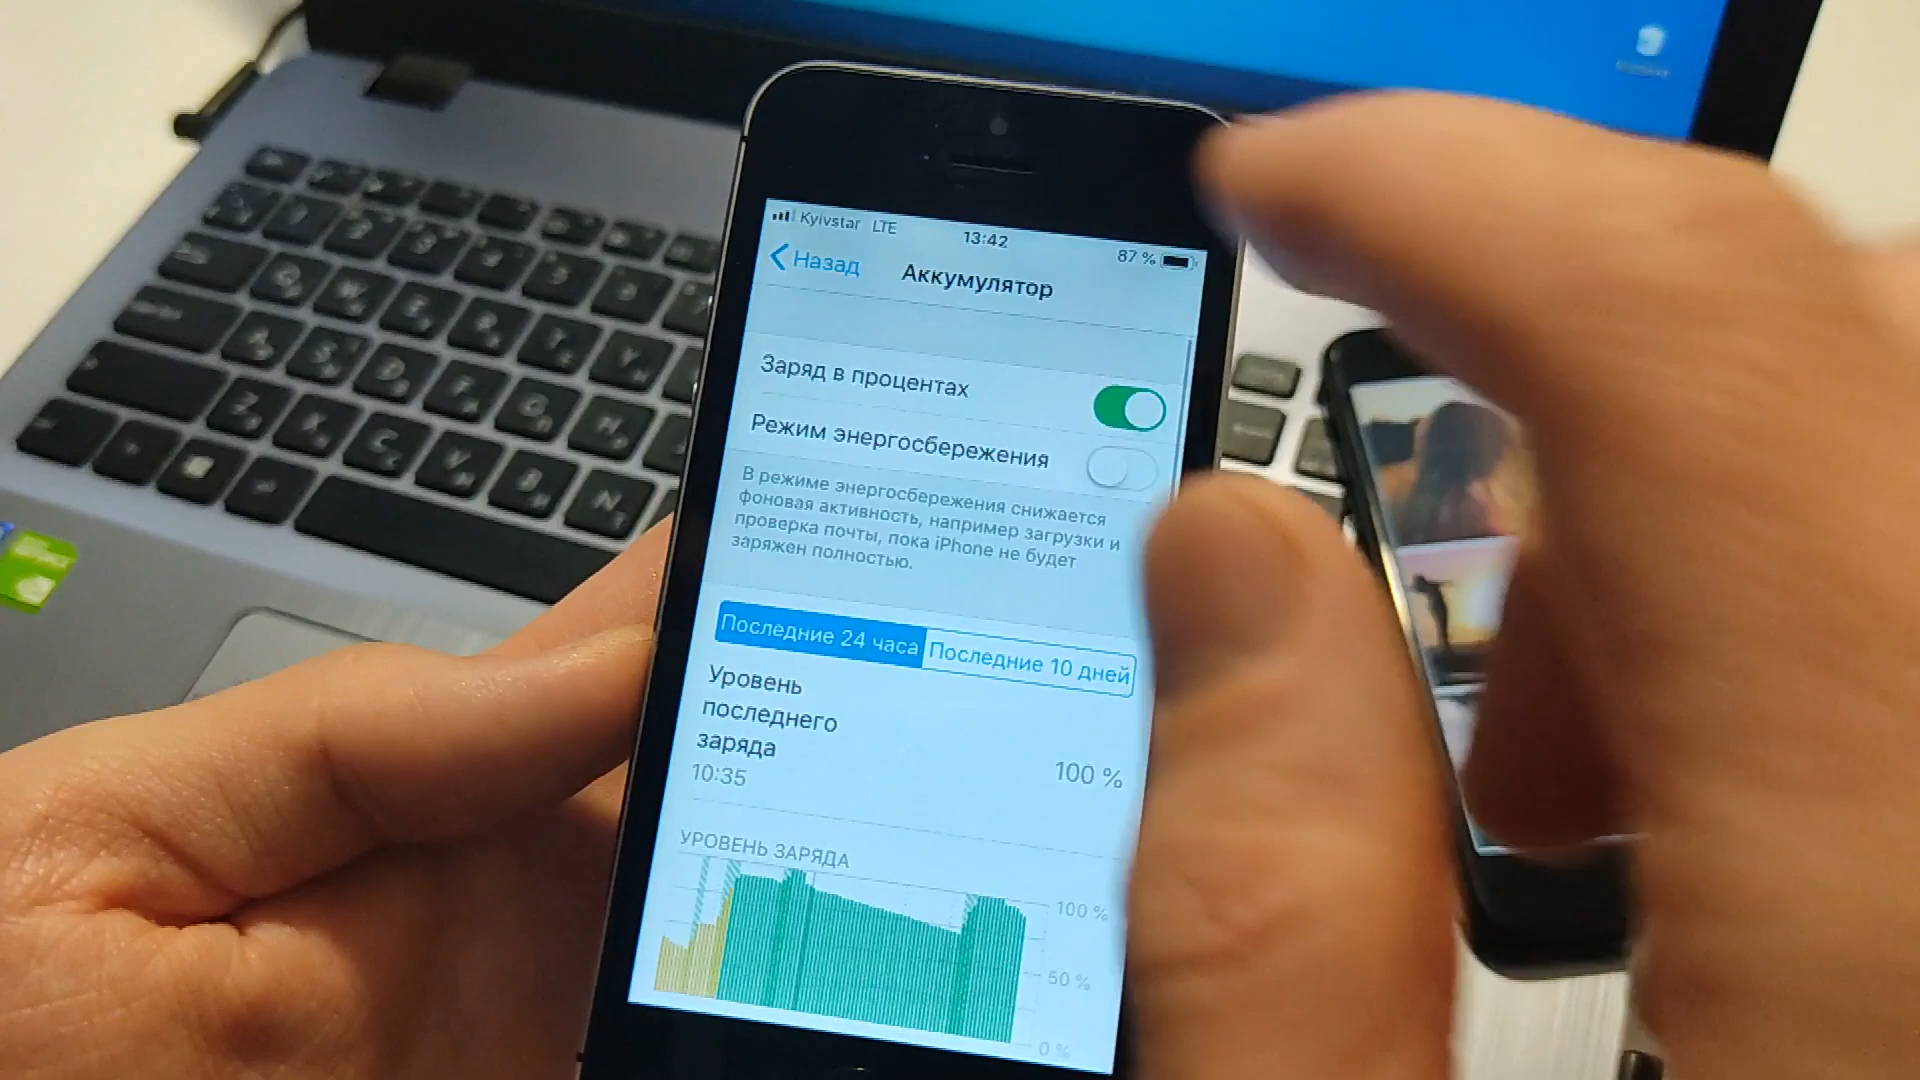 Kyivstar LTE 13:42 87 %
Назад Аккумулятор
Заряд в процентах
Режим энергосбережения
В режиме энергосбережения снижается
фоновая активность, например загрузки и
проверка почты, пока iPhone не будет
заряжен полностью.
Последние 24 часа Последние 10 дней
Уровень
последнего
заряда
10:35 100 %
УРОВЕНЬ ЗАРЯДА
100 %
50 %
0 %